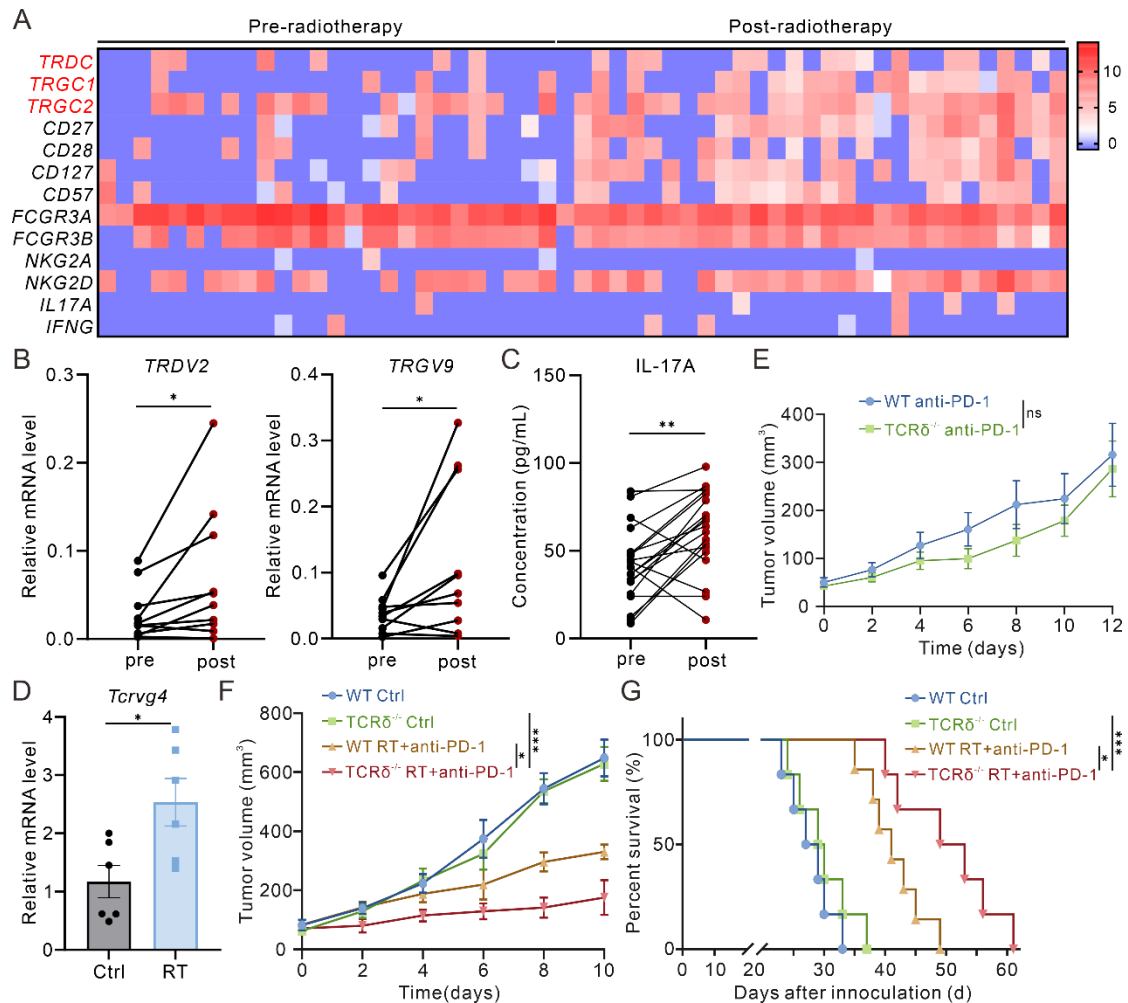 A
Pre-radiotherapy
Post-radiotherapy
TRDC
TRGC1
TRGC2
CD27
CD28
CD127
CD57
FCGR3A
FCGR3B
NKG2A
NKG2D
IL17A
IFNG
10
5
0
B
TRDV2
Relative mRNA level
0.3
0.2
0.1
0.0
*
pre
post
TRGV9
Relative mRNA level
0.4
0.3
0.2
0.1
0.0
*
pre
post
C
IL-17A
Concentration (pg/mL)
150
100
50
0
**
pre
post
E
WT anti-PD-1
TCRδ⁻/⁻ anti-PD-1
ns
Tumor volume (mm³)
400
300
200
100
0
0 2 4 6 8 10 12
Time (days)
D
Tcrvg4
Relative mRNA level
4
3
2
1
0
*
Ctrl
RT
F
WT Ctrl
TCRδ⁻/⁻ Ctrl
WT RT+anti-PD-1
TCRδ⁻/⁻ RT+anti-PD-1
*
***
Tumor volume (mm³)
800
600
400
200
0
0 2 4 6 8 10
Time(days)
G
WT Ctrl
TCRδ⁻/⁻ Ctrl
WT RT+anti-PD-1
TCRδ⁻/⁻ RT+anti-PD-1
*
***
Percent survival (%)
100
50
0
0 10 20 30 40 50 60
Days after innoculation (d)